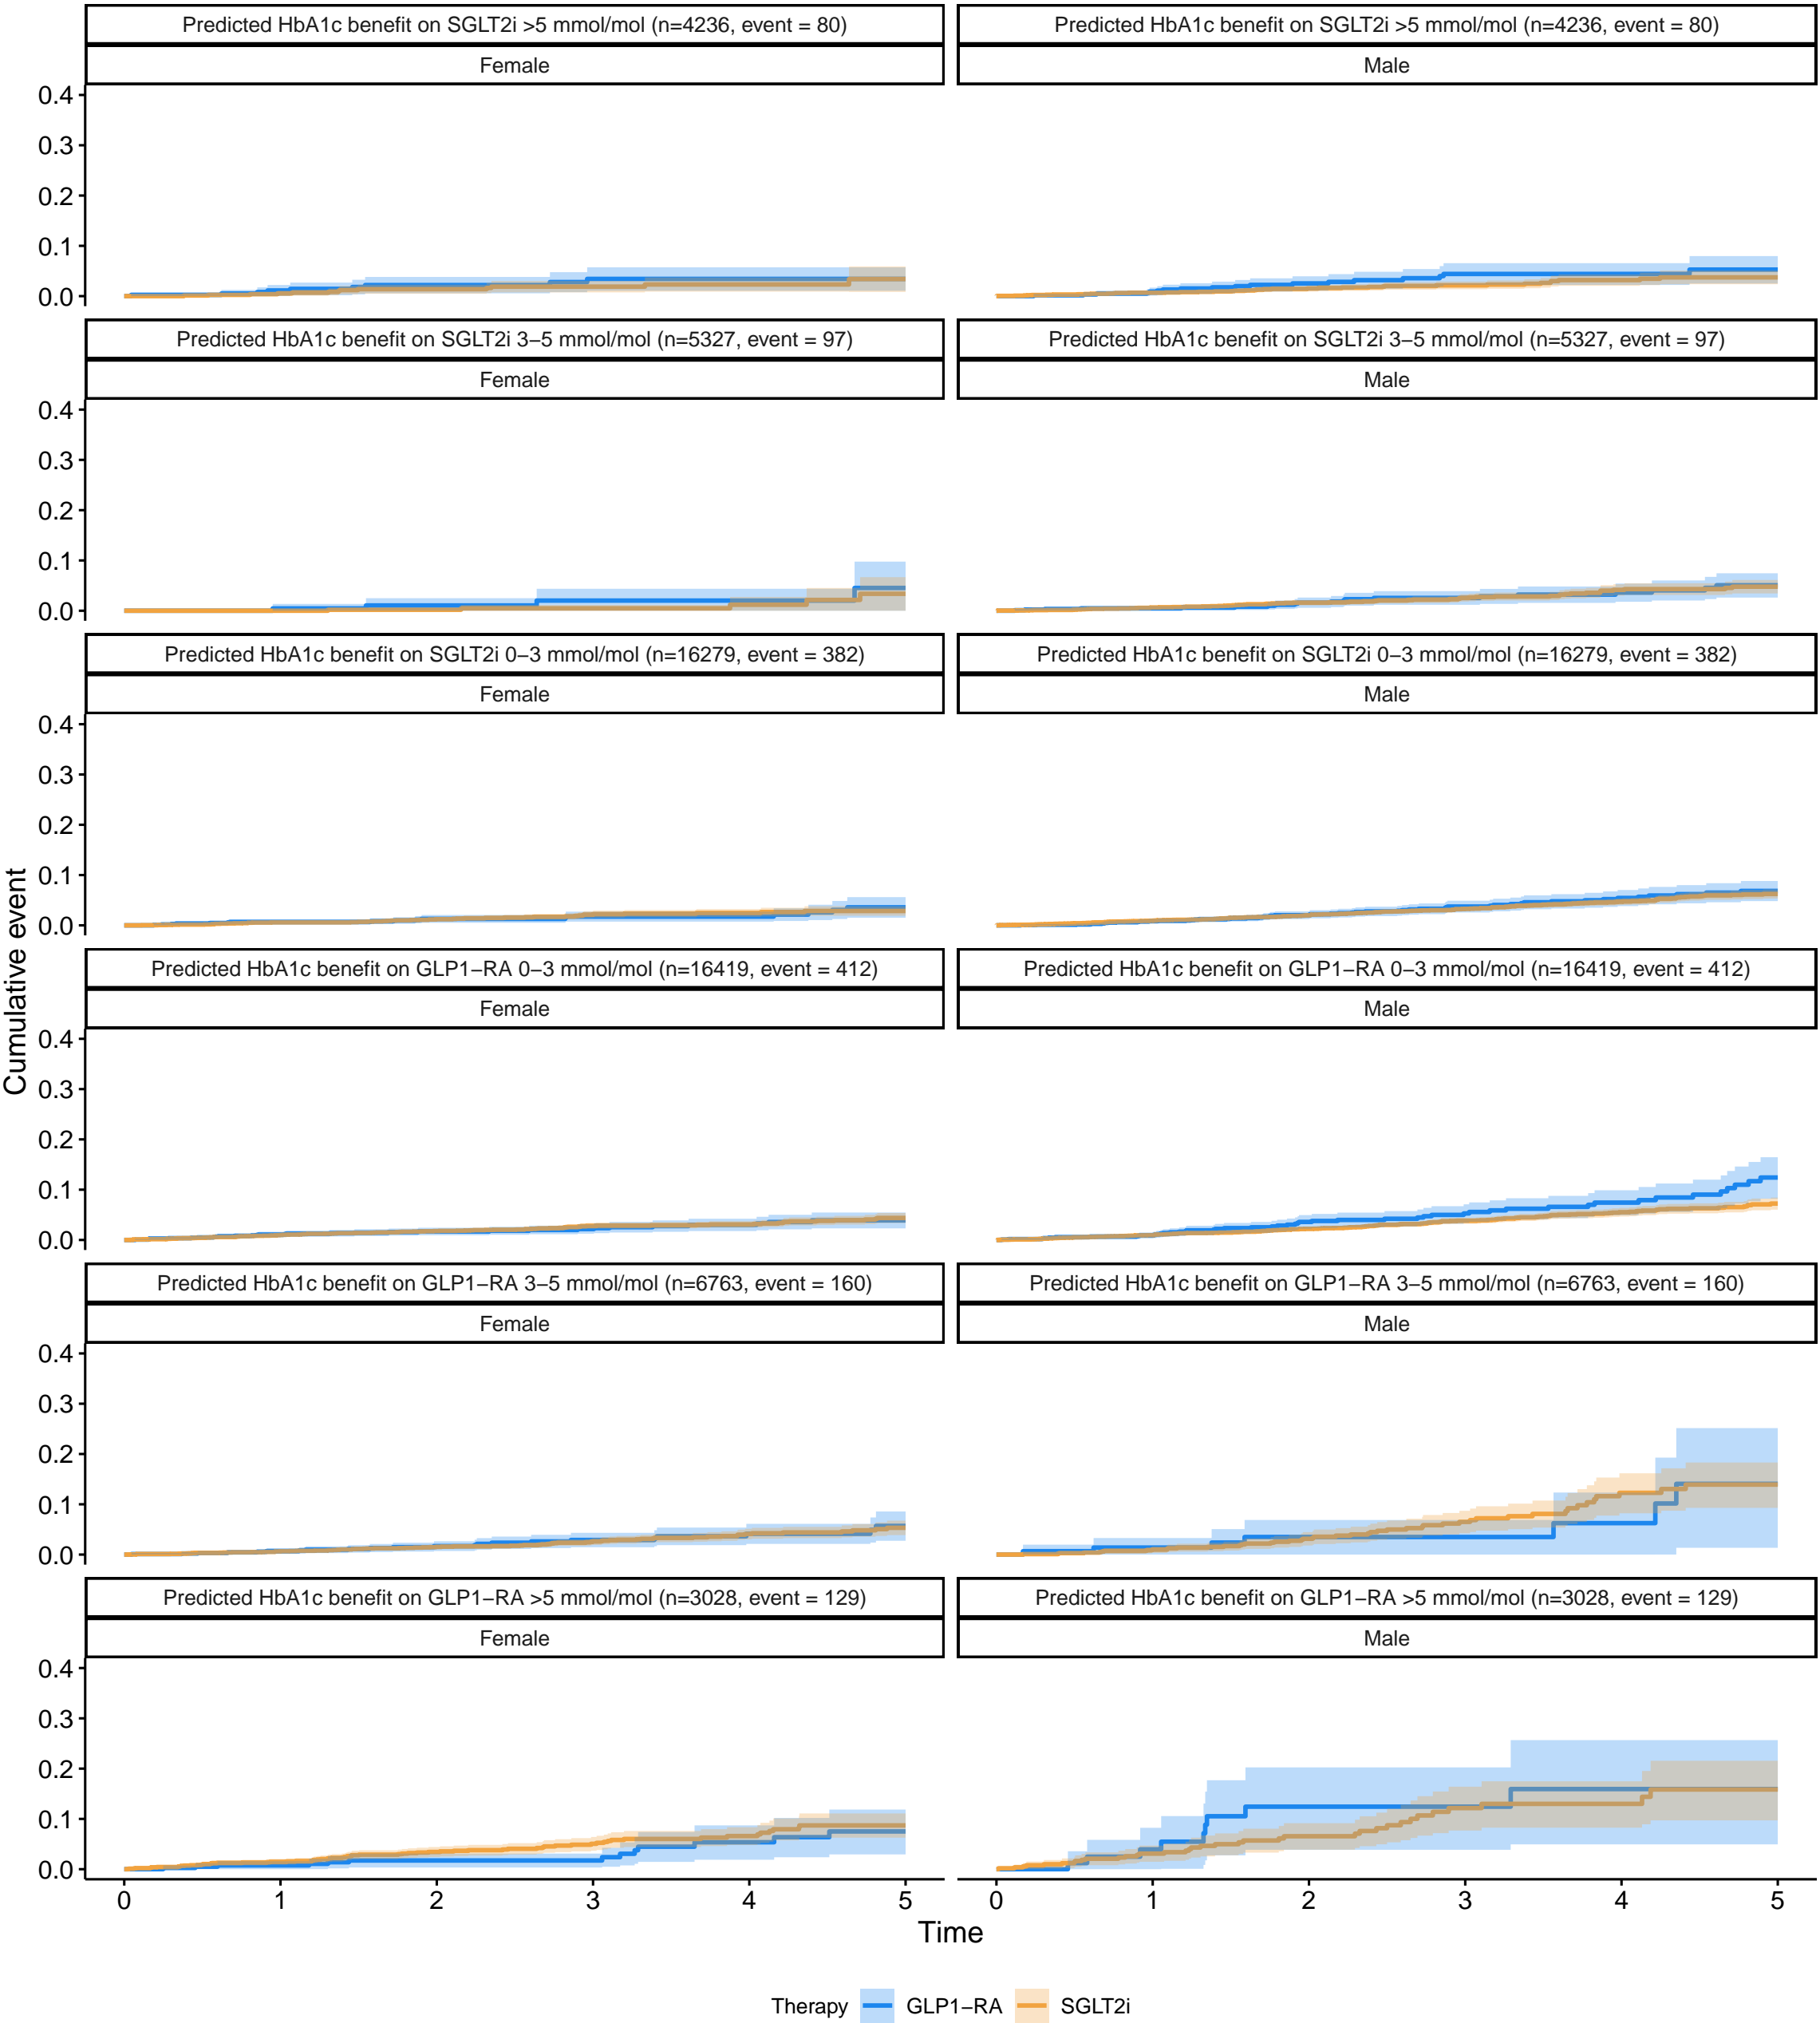 Predicted HbA1c benefit on SGLT2i >5 mmol/mol (n=4236, event = 80)
Predicted HbA1c benefit on SGLT2i >5 mmol/mol (n=4236, event = 80)
Female
Male
0.4
0.3
0.2
0.1
0.0
Predicted HbA1c benefit on SGLT2i 3−5 mmol/mol (n=5327, event = 97)
Predicted HbA1c benefit on SGLT2i 3−5 mmol/mol (n=5327, event = 97)
Female
Male
0.4
0.3
0.2
0.1
0.0
Predicted HbA1c benefit on SGLT2i 0−3 mmol/mol (n=16279, event = 382)
Predicted HbA1c benefit on SGLT2i 0−3 mmol/mol (n=16279, event = 382)
Female
Male
0.4
0.3
0.2
0.1
0.0
Cumulative event
Predicted HbA1c benefit on GLP1−RA 0−3 mmol/mol (n=16419, event = 412)
Predicted HbA1c benefit on GLP1−RA 0−3 mmol/mol (n=16419, event = 412)
Female
Male
0.4
0.3
0.2
0.1
0.0
Predicted HbA1c benefit on GLP1−RA 3−5 mmol/mol (n=6763, event = 160)
Predicted HbA1c benefit on GLP1−RA 3−5 mmol/mol (n=6763, event = 160)
Female
Male
0.4
0.3
0.2
0.1
0.0
Predicted HbA1c benefit on GLP1−RA >5 mmol/mol (n=3028, event = 129)
Predicted HbA1c benefit on GLP1−RA >5 mmol/mol (n=3028, event = 129)
Female
Male
0.4
0.3
0.2
0.1
0.0
0 1 2 3 4 5
0 1 2 3 4 5
Time
Therapy GLP1−RA SGLT2i